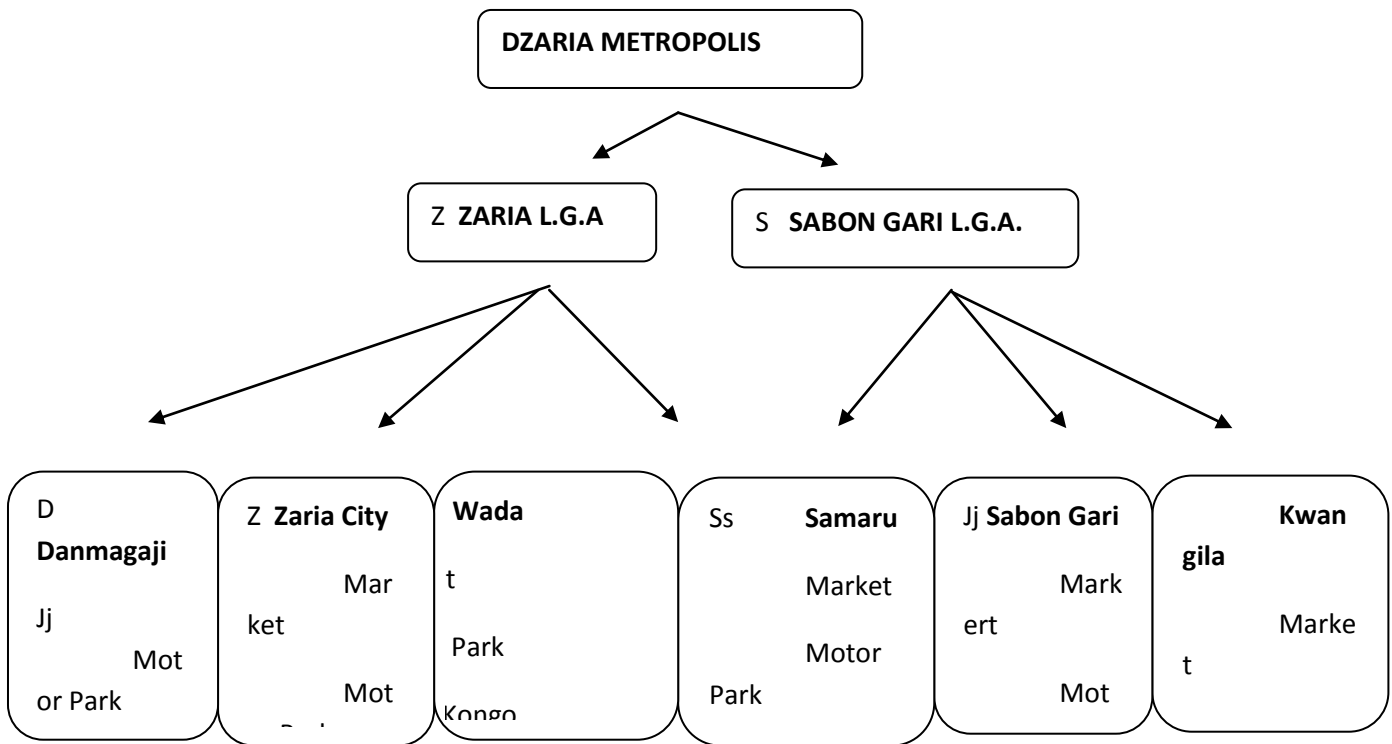 DZARIA METROPOLIS
Z ZARIA L.G.A
S SABON GARI L.G.A.
D
Danmagaji
Jj
Mot
or Park
Z Zaria City
Mar
ket
Mot
Wada
t
Park
Kongo
Ss Samaru
Market
Motor
Park
Jj Sabon Gari
Mark
ert
Mot
Kwan
gila
Marke
t